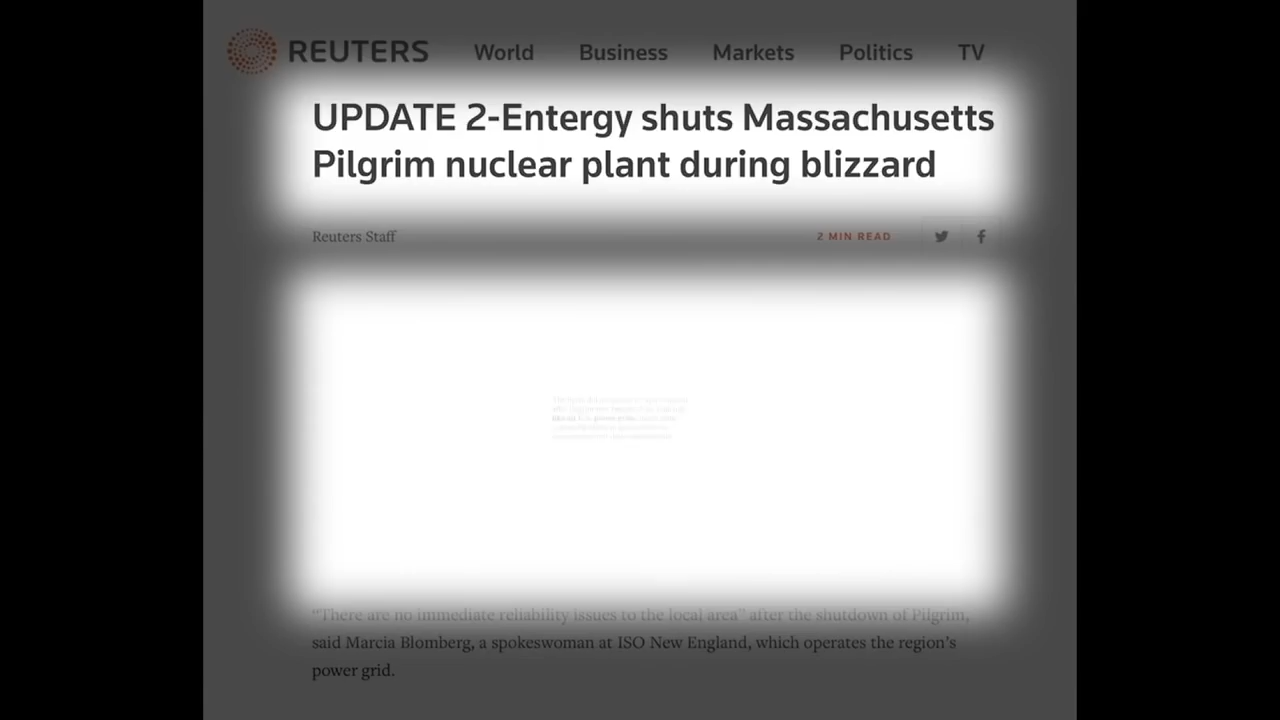 REUTERS World Business Markets Politics TV
UPDATE 2-Entergy shuts Massachusetts
Pilgrim nuclear plant during blizzard
Reuters Staff
2 MIN READ
“There are no immediate reliability issues to the local area” after the shutdown of Pilgrim,
said Marcia Blomberg, a spokeswoman at ISO New England, which operates the region’s
power grid.